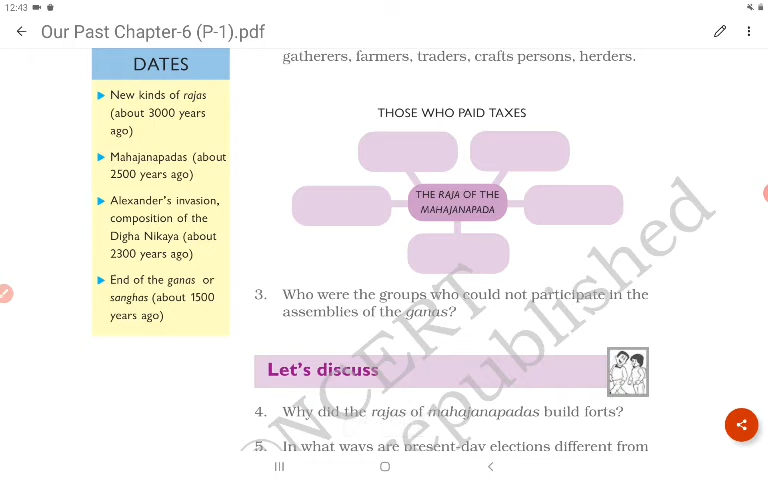 12:43
Our Past Chapter-6 (P-1).pdf
gatherers, farmers, traders, crafts persons, herders.
DATES
New kinds of rajas
(about 3000 years
ago)
Mahajanapadas (about
2500 years ago)
Alexander's invasion,
composition of the
Digha Nikaya (about
2300 years ago)
End of the ganas or
sanghas (about 1500
years ago)
THOSE WHO PAID TAXES
THE RAJA OF THE
MAHAJANAPADA
3. Who were the groups who could not participate in the
assemblies of the ganas?
Let's discuss
4. Why did the rajas of mahajanapadas build forts?
5. In what ways are present-day elections different from
NCERT
republished